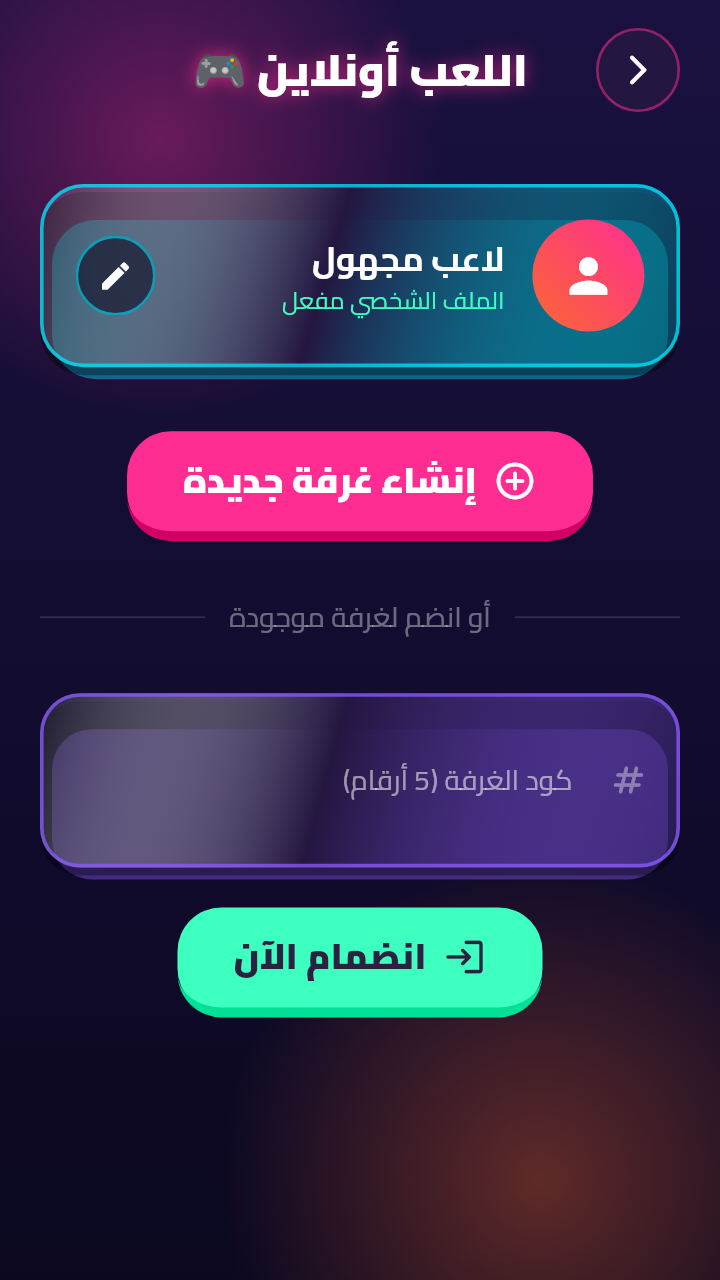 اللعب أونلاين 🎮
لاعب مجهول
الملف الشخصي مفعل
إنشاء غرفة جديدة
أو انضم لغرفة موجودة
# كود الغرفة (5 أرقام)
انضمام الآن